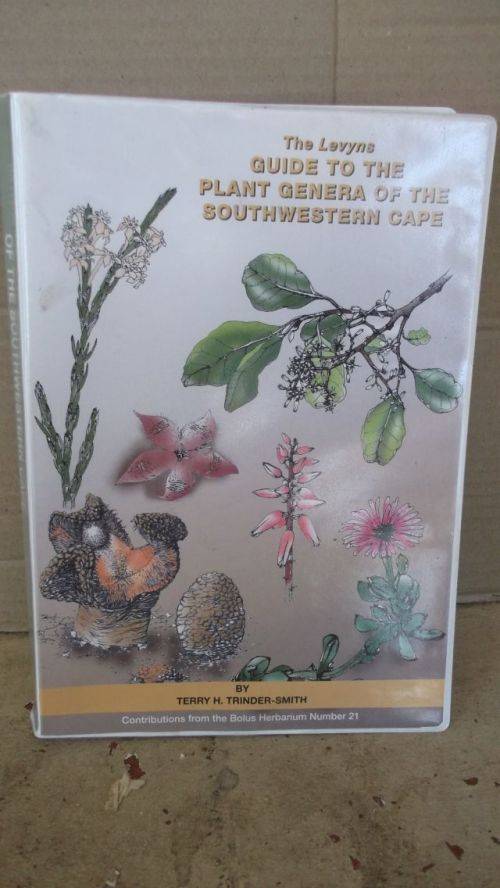 The Levyns
GUIDE TO THE
PLANT GENERA OF THE
SOUTHWESTERN CAPE
BY
TERRY H. TRINDER-SMITH
Contributions from the Bolus Herbarium Number 21
OF THE SOUTHWESTERN